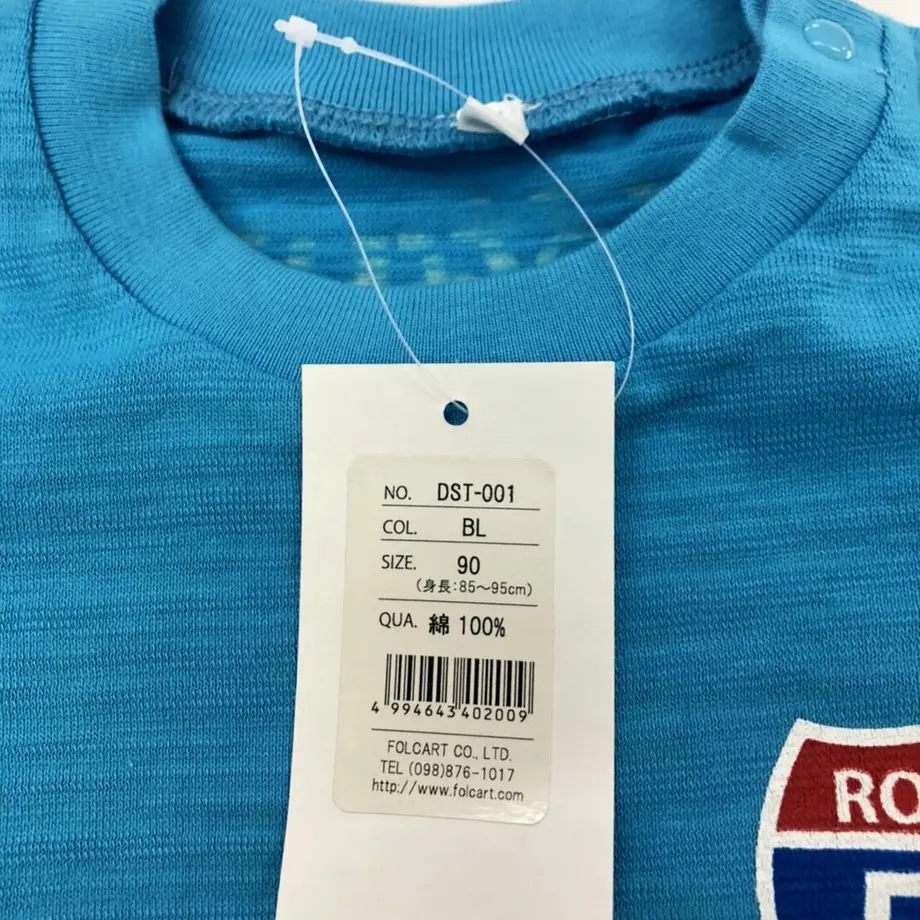 NO. DST-001
COL. BL
SIZE. 90
(身長:85〜95cm)
QUA. 綿 100%
4 994643 402009
FOLCART CO., LTD.
TEL (098)876-1017
http://www.folcart.com
RO